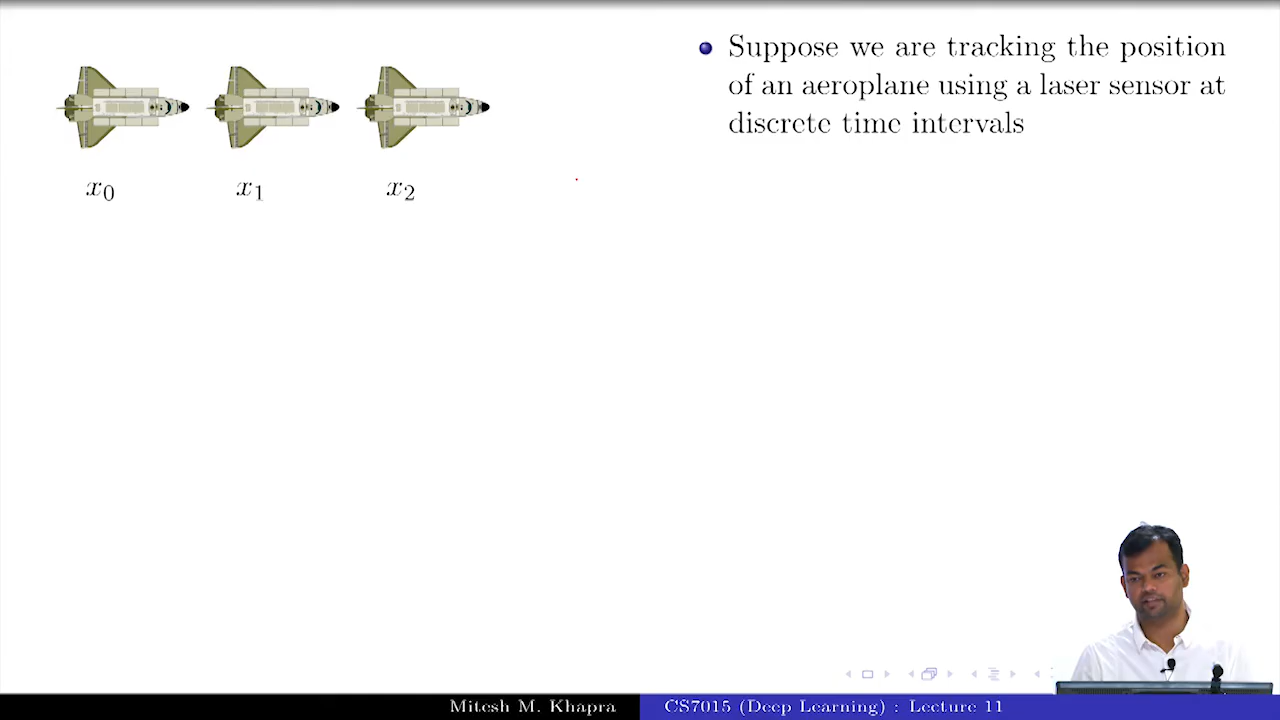 Suppose we are tracking the position
of an aeroplane using a laser sensor at
discrete time intervals
x₀ x₁ x₂
Mitesh M. Khapra CS7015 (Deep Learning) : Lecture 11